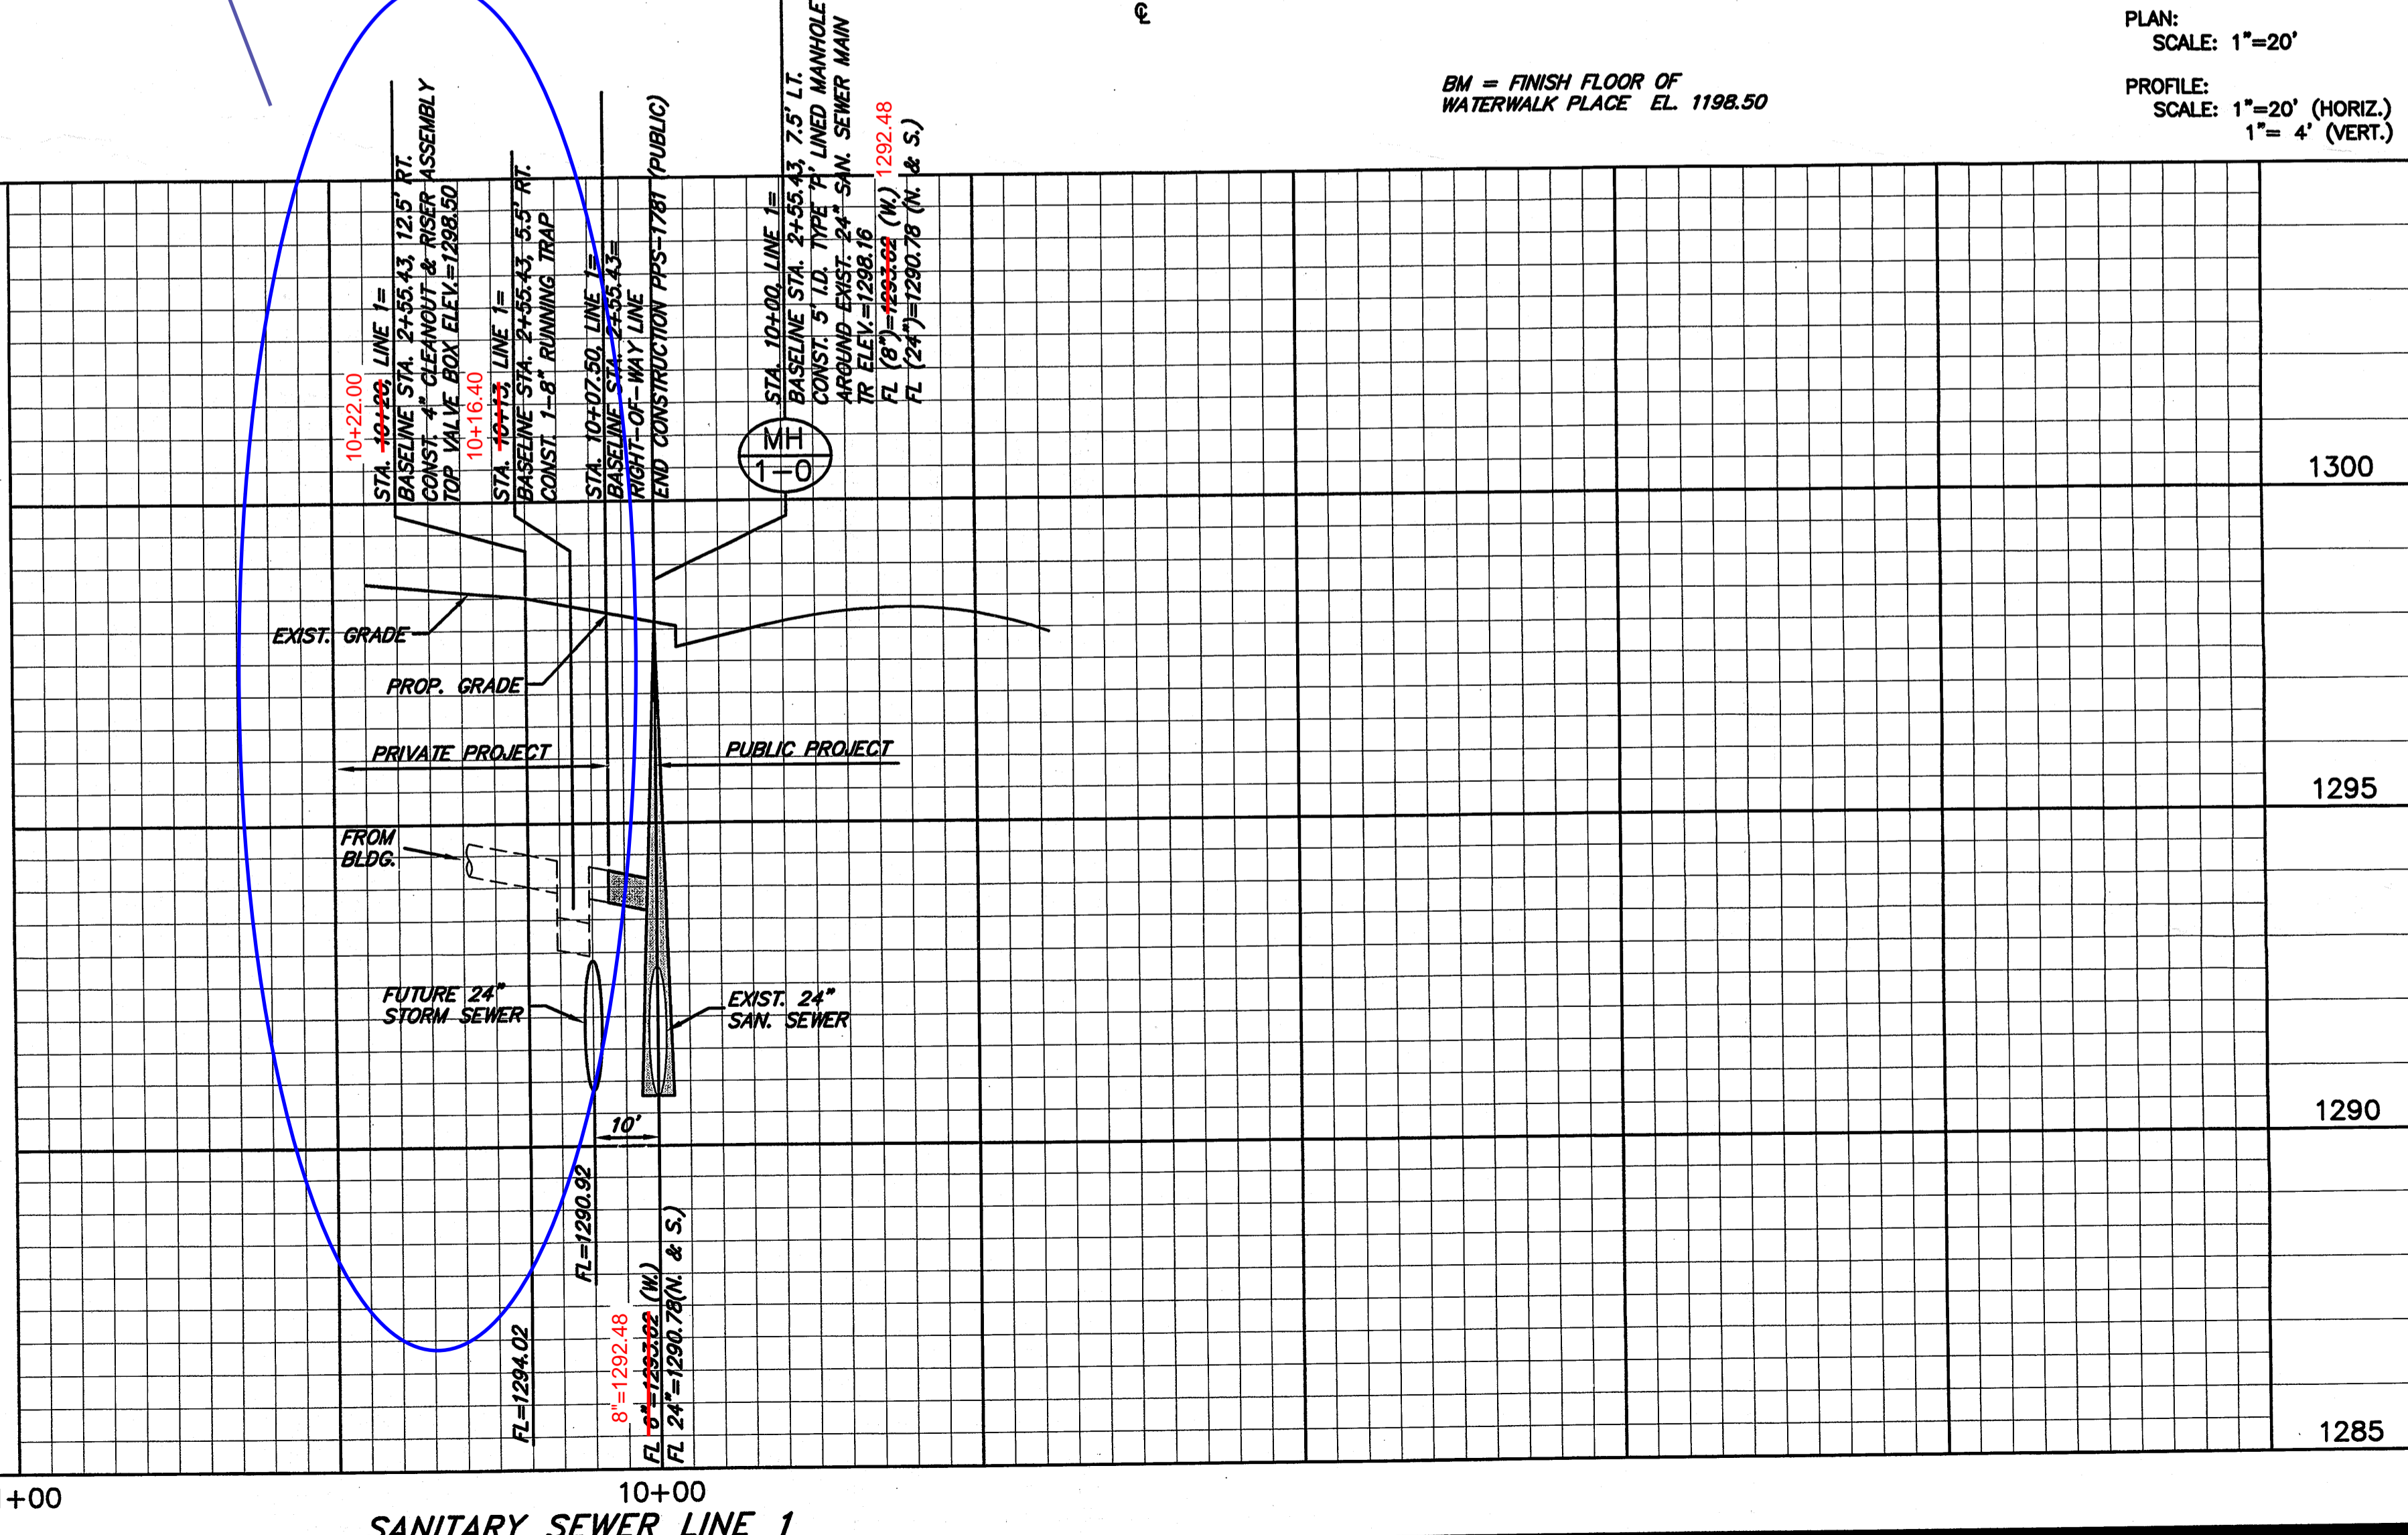 ℄
PLAN:
SCALE: 1"=20'
PROFILE:
SCALE: 1"=20' (HORIZ.)
1"= 4' (VERT.)
BM = FINISH FLOOR OF
WATERWALK PLACE EL. 1198.50
10+22.00
STA. 10+20, LINE 1=
BASELINE STA. 2+55.43, 12.5' RT.
CONST. 4" CLEANOUT & RISER ASSEMBLY
TOP VALVE BOX ELEV.=1298.50
10+16.40
STA. 10+13, LINE 1=
BASELINE STA. 2+55.43, 5.5' RT.
CONST. 1-8" RUNNING TRAP
STA. 10+07.50, LINE 1=
BASELINE STA. 2+55.43=
RIGHT-OF-WAY LINE
END CONSTRUCTION PPS-1781 (PUBLIC)
STA. 10+00, LINE 1=
BASELINE STA. 2+55.43, 7.5' LT.
CONST. 5' I.D. TYPE 'P' LINED MANHOLE
AROUND EXIST. 24" SAN. SEWER MAIN
TR ELEV.=1298.16
FL (8")=1293.02 (W.) 1292.48
FL (24")=1290.78 (N. & S.)
MH
1-0
1300
EXIST. GRADE
PROP. GRADE
PRIVATE PROJECT
PUBLIC PROJECT
1295
FROM
BLDG.
FUTURE 24"
STORM SEWER
EXIST. 24"
SAN. SEWER
1290
10'
FL=1294.02
FL=1290.92
8"=1292.48
FL 8"=1293.02 (W.)
FL 24"=1290.78(N. & S.)
1285
+00
10+00
SANITARY SEWER LINE 1